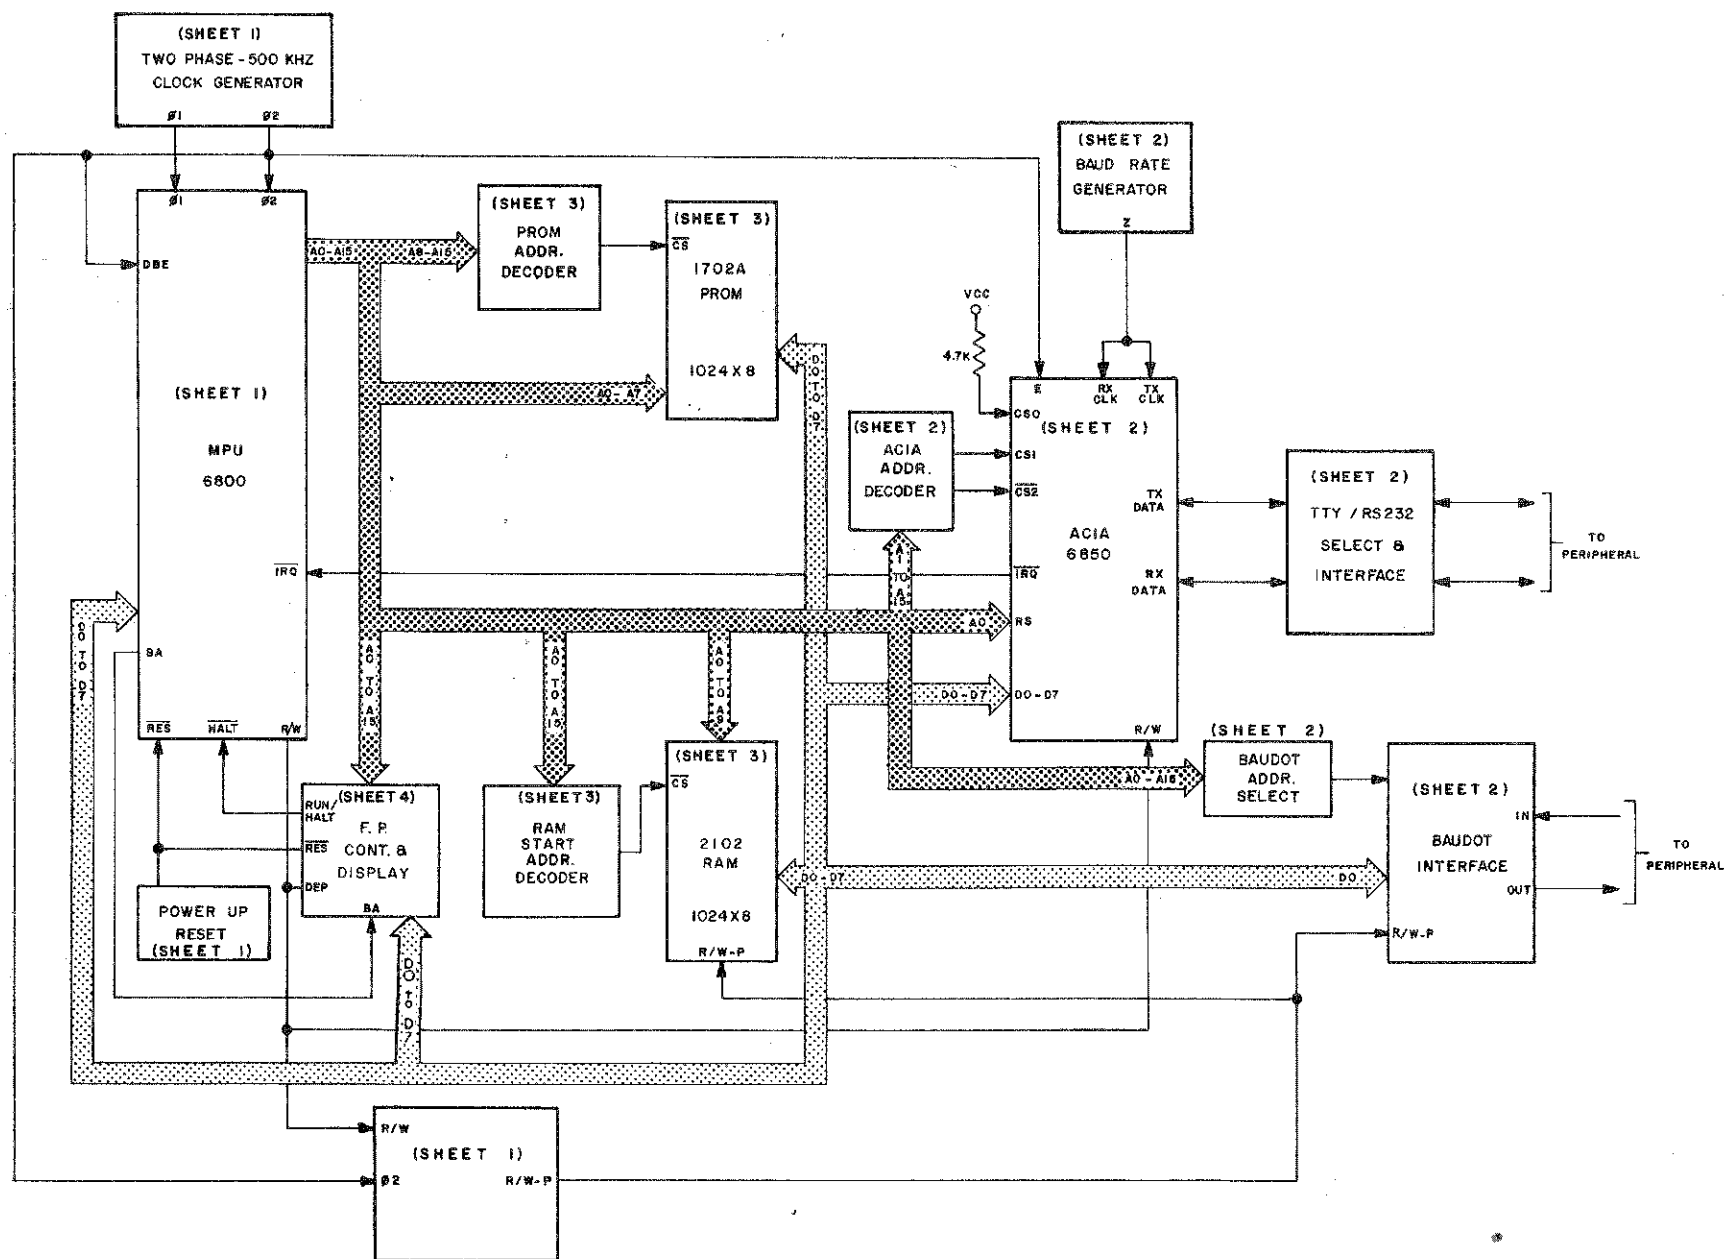 (SHEET 1)
TWO PHASE - 500 KHZ
CLOCK GENERATOR
Ø1 Ø2
Ø1 Ø2
DBE
(SHEET 1)
MPU
6800
IRQ
BA
RES HALT R/W
D0 TO D7
A0-A15
A8-A15
(SHEET 3)
PROM
ADDR.
DECODER
(SHEET 3)
CS
1702A
PROM
1024X8
A0-A7
D0 TO D7
(SHEET 2)
BAUD RATE
GENERATOR
Z
VCC
4.7K
E RX CLK TX CLK
CS0
(SHEET 2)
CS1
CS2
TX
DATA
ACIA
6850
IRQ
RX
DATA
RS
D0-D7
R/W
(SHEET 2)
ACIA
ADDR.
DECODER
A1 TO A15
A0
D0-D7
(SHEET 2)
TTY / RS232
SELECT &
INTERFACE
TO
PERIPHERAL
A0 TO A15
A0 TO A15
A0 TO A9
(SHEET 4)
RUN/
HALT
F. P.
RES
CONT. &
DISPLAY
DEP
BA
D0 TO D7
POWER UP
RESET
(SHEET 1)
(SHEET 3)
RAM
START
ADDR.
DECODER
(SHEET 3)
CS
2102
RAM
1024X8
R/W-P
D0-D7
D0
A0-A15
(SHEET 2)
BAUDOT
ADDR.
SELECT
(SHEET 2)
IN
BAUDOT
INTERFACE
OUT
R/W-P
TO
PERIPHERAL
R/W
(SHEET 1)
Ø2 R/W-P